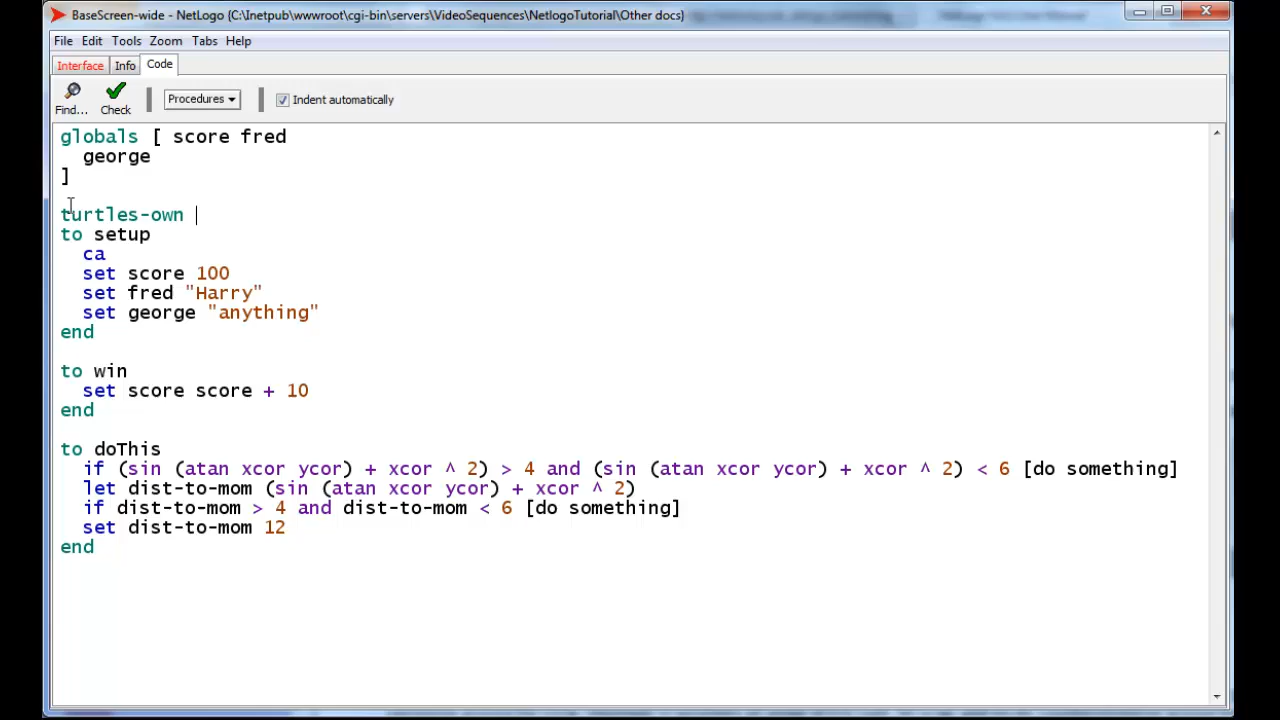 BaseScreen-wide - NetLogo {C:\Inetpub\wwwroot\cgi-bin\servers\VideoSequences\NetlogoTutorial\Other docs}
File Edit Tools Zoom Tabs Help
Interface Info Code
Find... Check Procedures Indent automatically
globals [ score fred
george
]
turtles-own
to setup
ca
set score 100
set fred "Harry"
set george "anything"
end
to win
set score score + 10
end
to doThis
if (sin (atan xcor ycor) + xcor ^ 2) > 4 and (sin (atan xcor ycor) + xcor ^ 2) < 6 [do something]
let dist-to-mom (sin (atan xcor ycor) + xcor ^ 2)
if dist-to-mom > 4 and dist-to-mom < 6 [do something]
set dist-to-mom 12
end